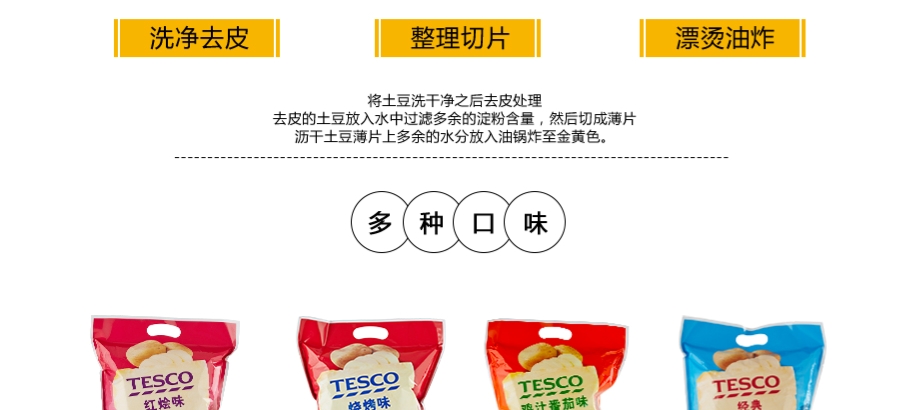 洗净去皮
整理切片
漂烫油炸
将土豆洗干净之后去皮处理
去皮的土豆放入水中过滤多余的淀粉含量，然后切成薄片
沥干土豆薄片上多余的水分放入油锅炸至金黄色。
多种口味
TESCO
红烩味
TESCO
烧烤味
TESCO
鸡汁番茄味
TESCO
经典